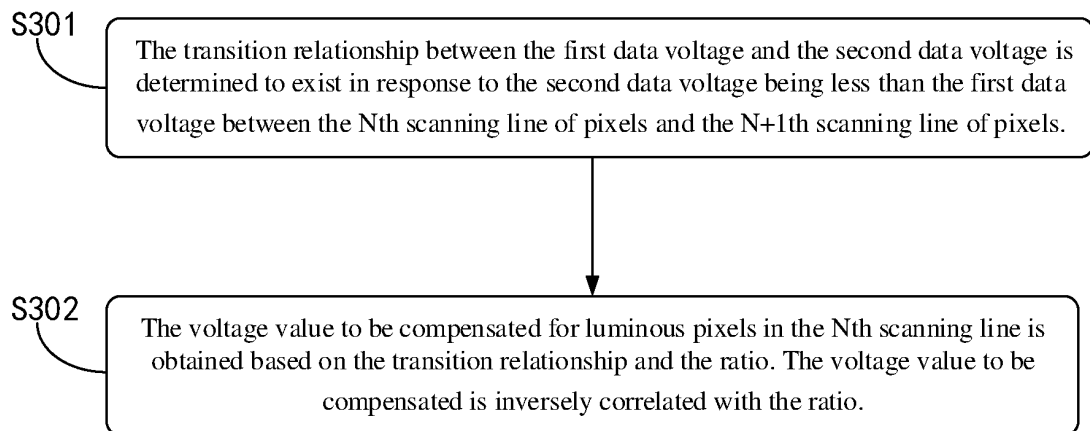 S301
The transition relationship between the first data voltage and the second data voltage is
determined to exist in response to the second data voltage being less than the first data
voltage between the Nth scanning line of pixels and the N+1th scanning line of pixels.
S302
The voltage value to be compensated for luminous pixels in the Nth scanning line is
obtained based on the transition relationship and the ratio. The voltage value to be
compensated is inversely correlated with the ratio.